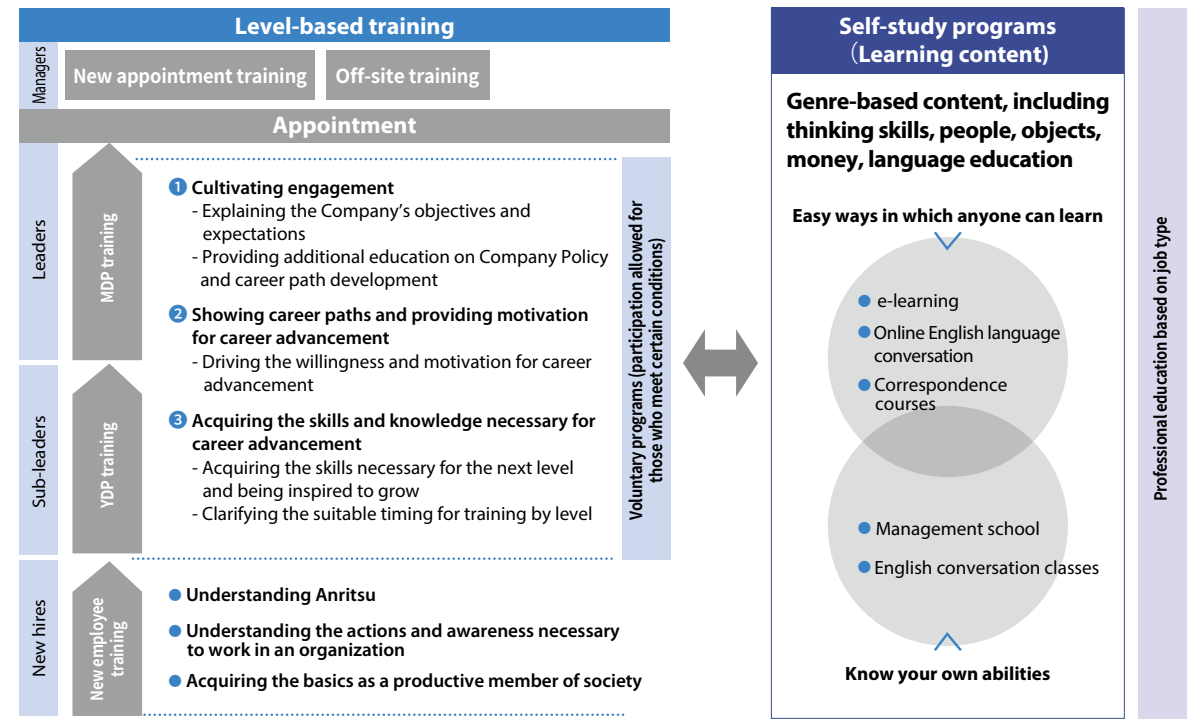 Level-based training
Managers
New appointment training
Off-site training
Appointment
Leaders
MDP training
❶ Cultivating engagement
- Explaining the Company’s objectives and
expectations
- Providing additional education on Company Policy
and career path development
❷ Showing career paths and providing motivation
for career advancement
- Driving the willingness and motivation for career
advancement
Sub-leaders
YDP training
❸ Acquiring the skills and knowledge necessary for
career advancement
- Acquiring the skills necessary for the next level
and being inspired to grow
- Clarifying the suitable timing for training by level
Voluntary programs (participation allowed for
those who meet certain conditions)
New hires
New employee
training
● Understanding Anritsu
● Understanding the actions and awareness necessary
to work in an organization
● Acquiring the basics as a productive member of society
Self-study programs
（Learning content)
Genre-based content, including
thinking skills, people, objects,
money, language education
Easy ways in which anyone can learn
● e-learning
● Online English language
conversation
● Correspondence
courses
● Management school
● English conversation classes
Know your own abilities
Professional education based on job type